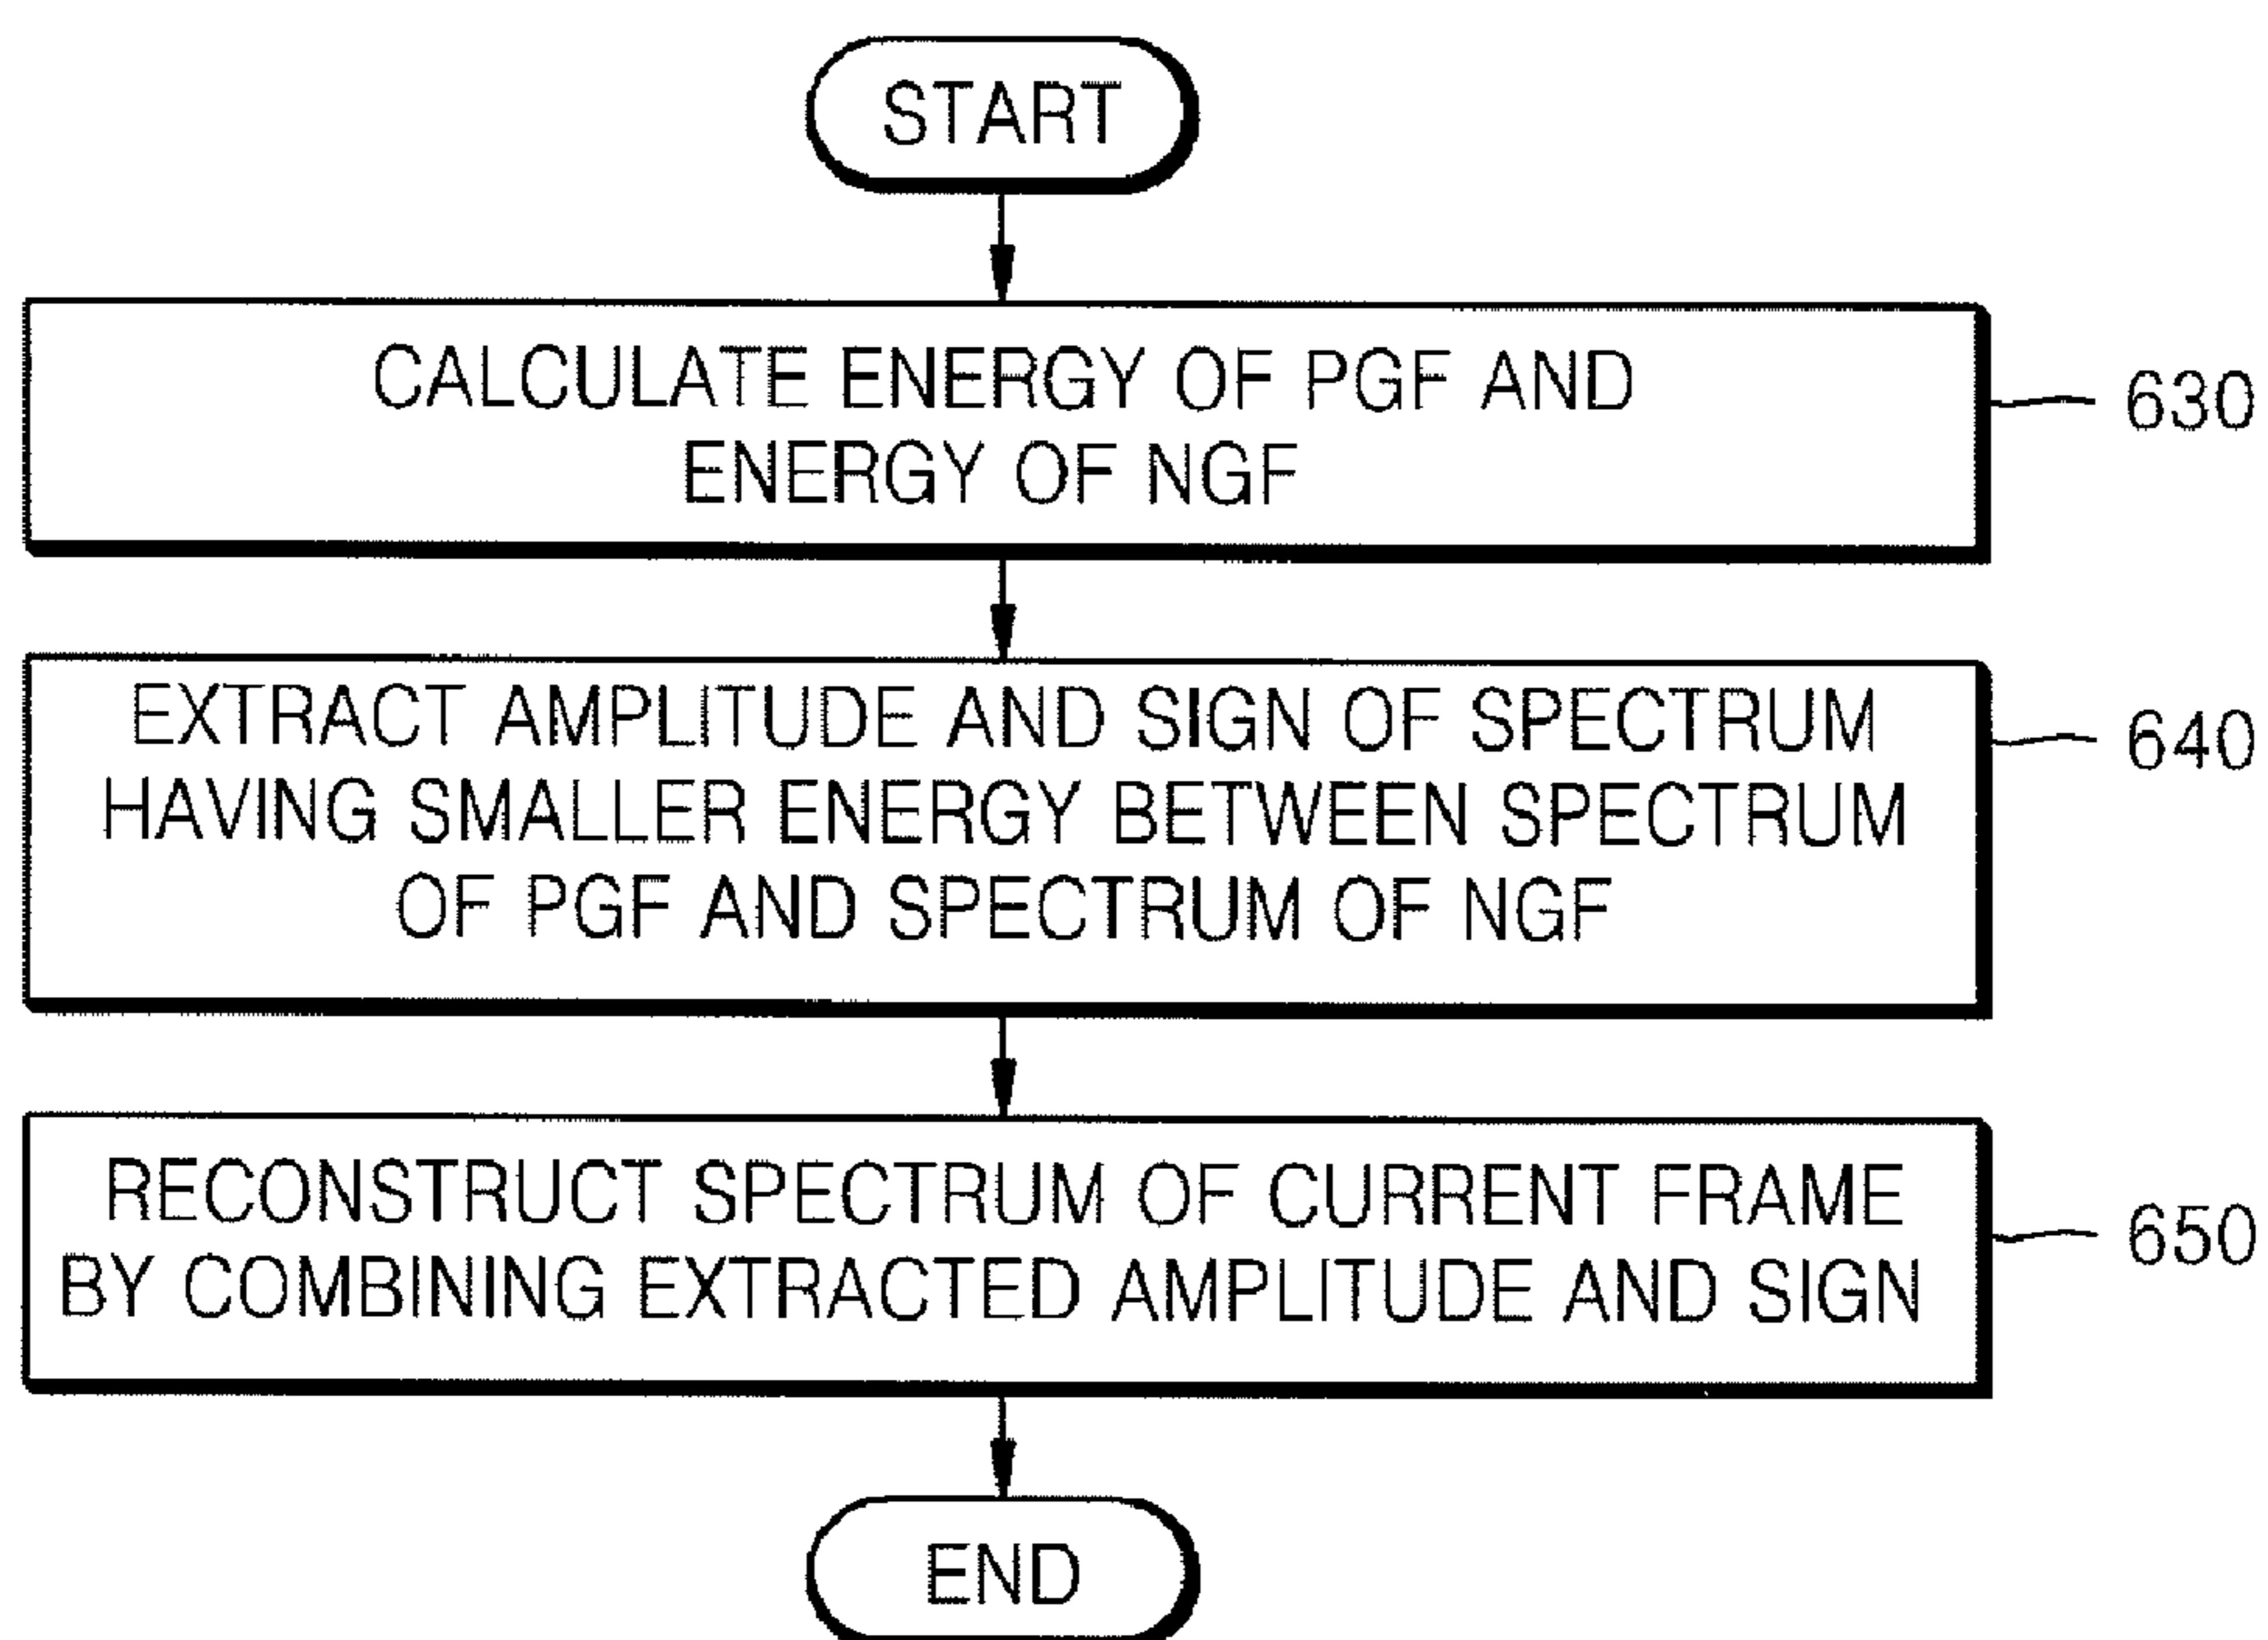 START
CALCULATE ENERGY OF PGF AND
ENERGY OF NGF
630
EXTRACT AMPLITUDE AND SIGN OF SPECTRUM
HAVING SMALLER ENERGY BETWEEN SPECTRUM
OF PGF AND SPECTRUM OF NGF
640
RECONSTRUCT SPECTRUM OF CURRENT FRAME
BY COMBINING EXTRACTED AMPLITUDE AND SIGN
650
END